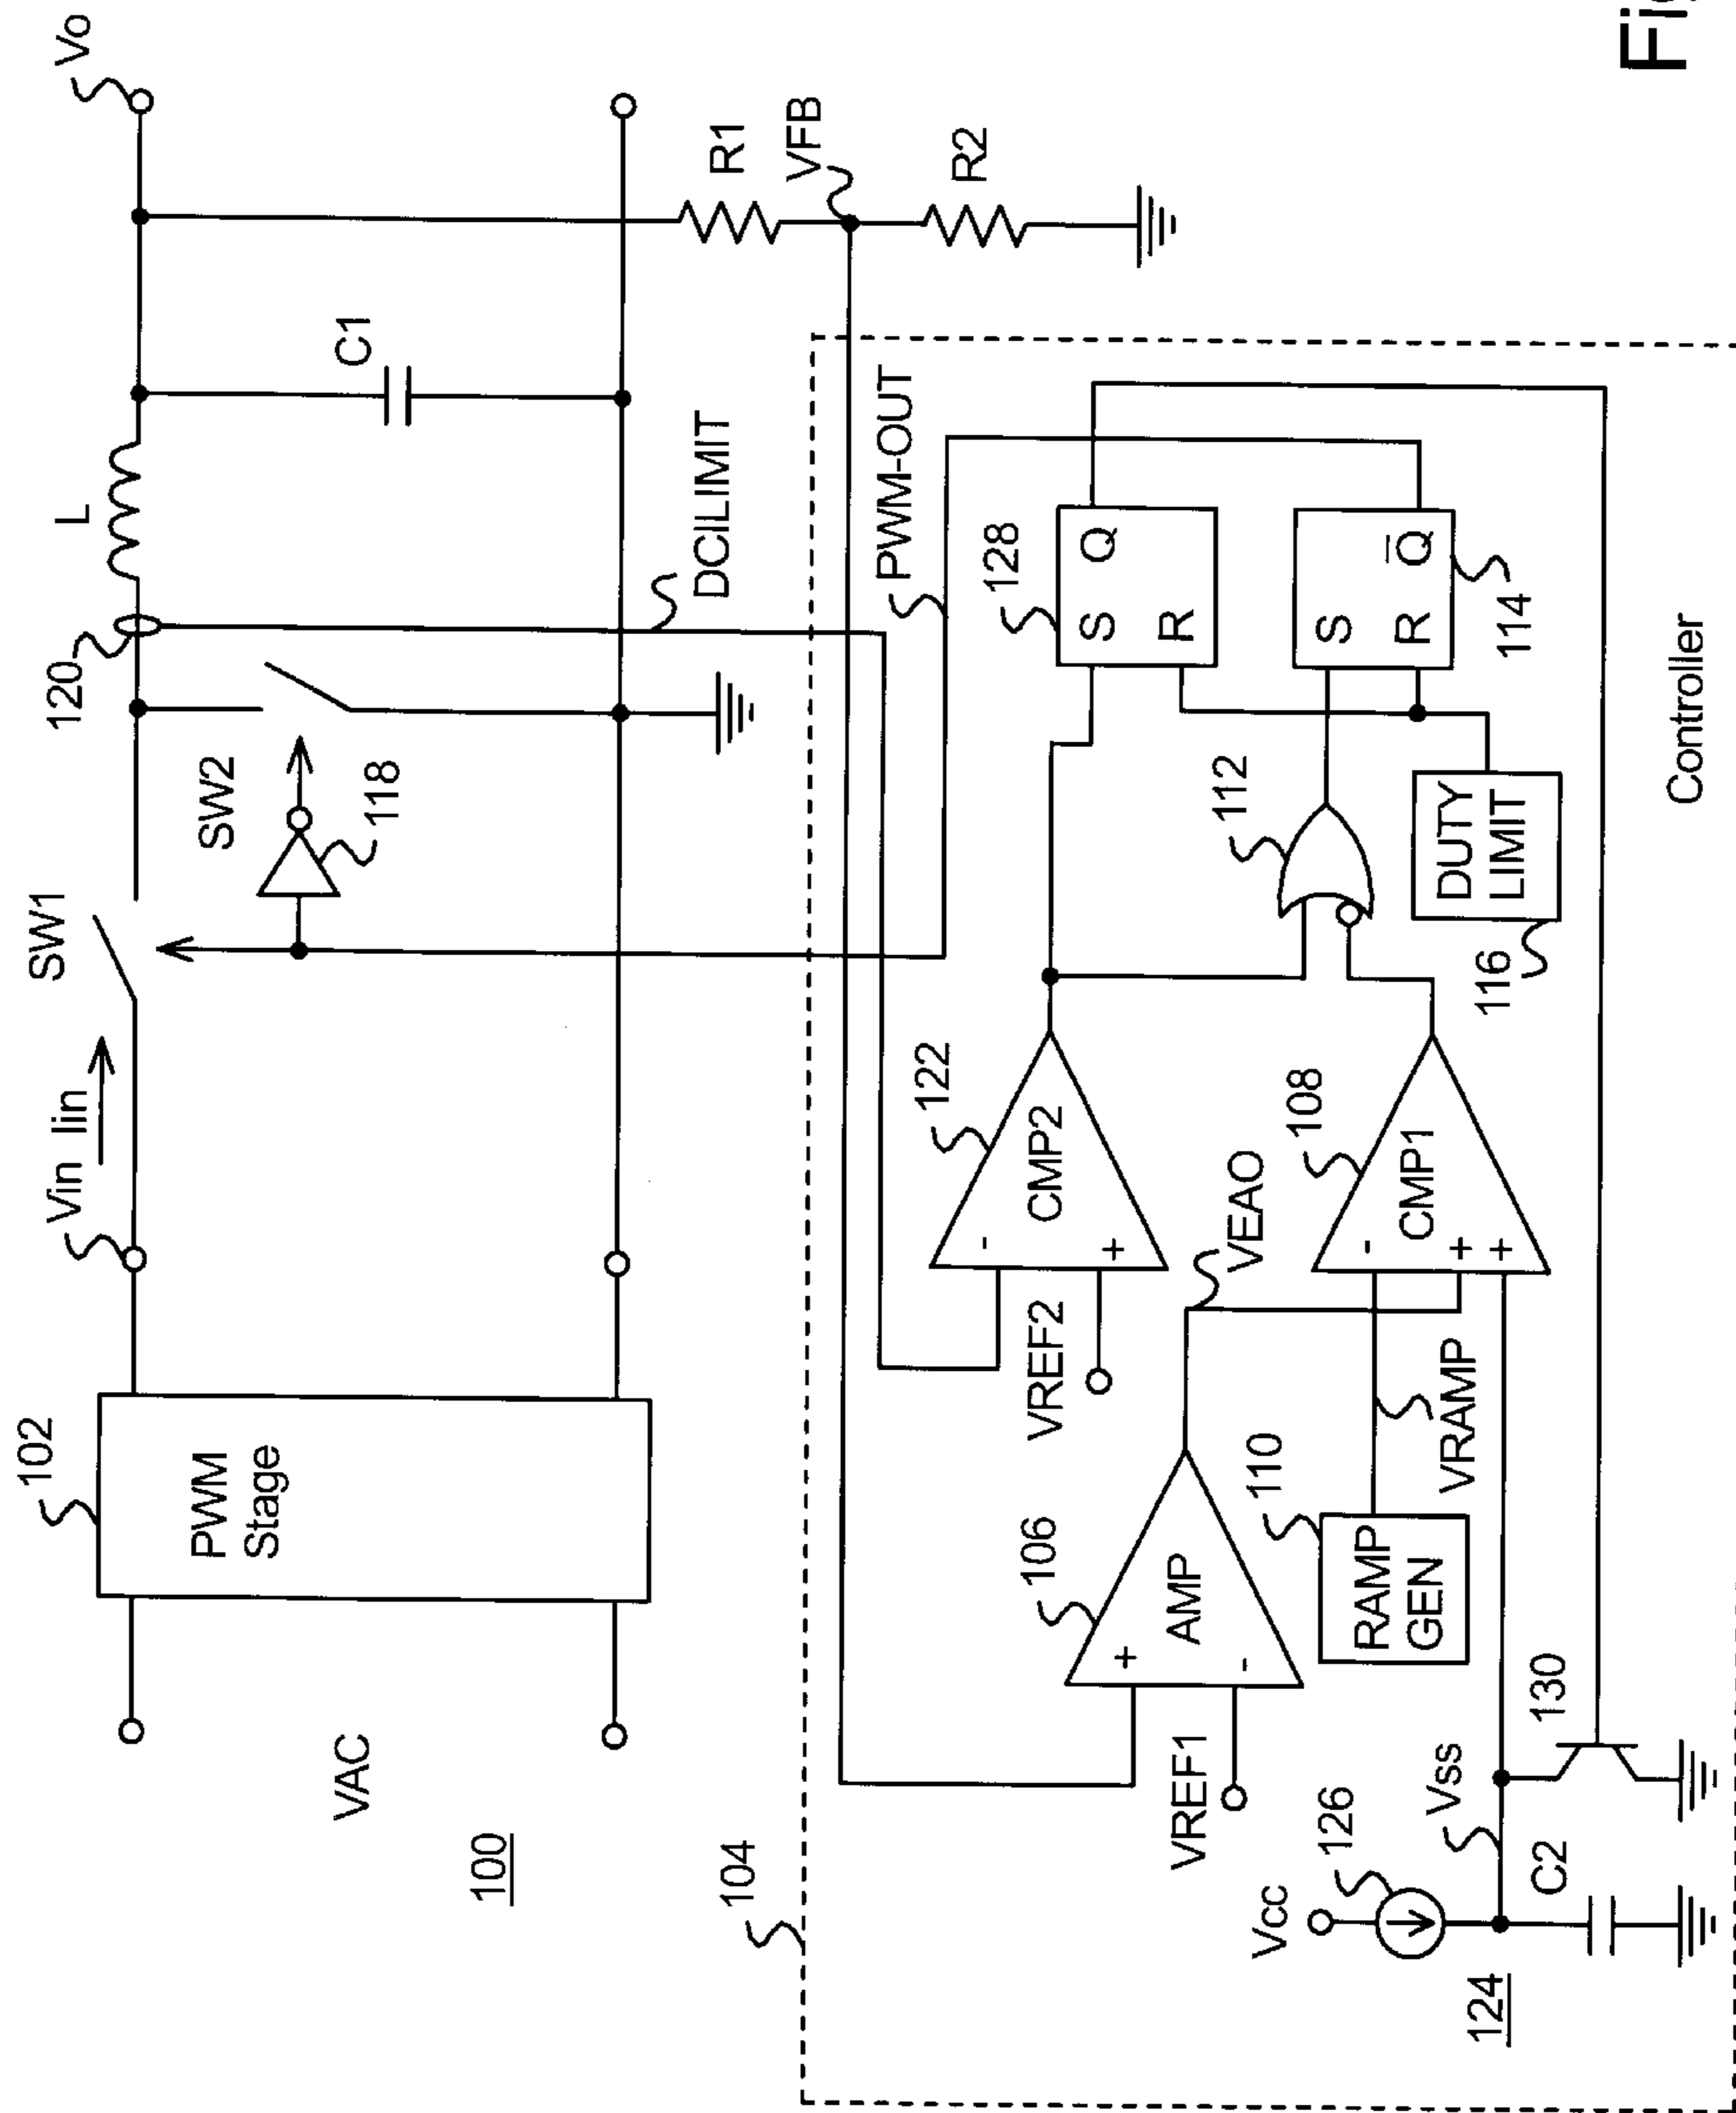 100
VAC
102
PWM
Stage
Vin
Iin
SW1
SW2
118
120
L
DCILIMIT
C1
Vo
R1
VFB
R2
104
PWM-OUT
VREF1
106
+
-
AMP
VREF2
122
-
+
CMP2
VEAO
128
S
Q
R
110
RAMP
GEN
VRAMP
108
-
+
+
CMP1
112
S
R
Q̅
114
DUTY
LIMIT
116
Vcc
126
124
C2
Vss
130
Controller